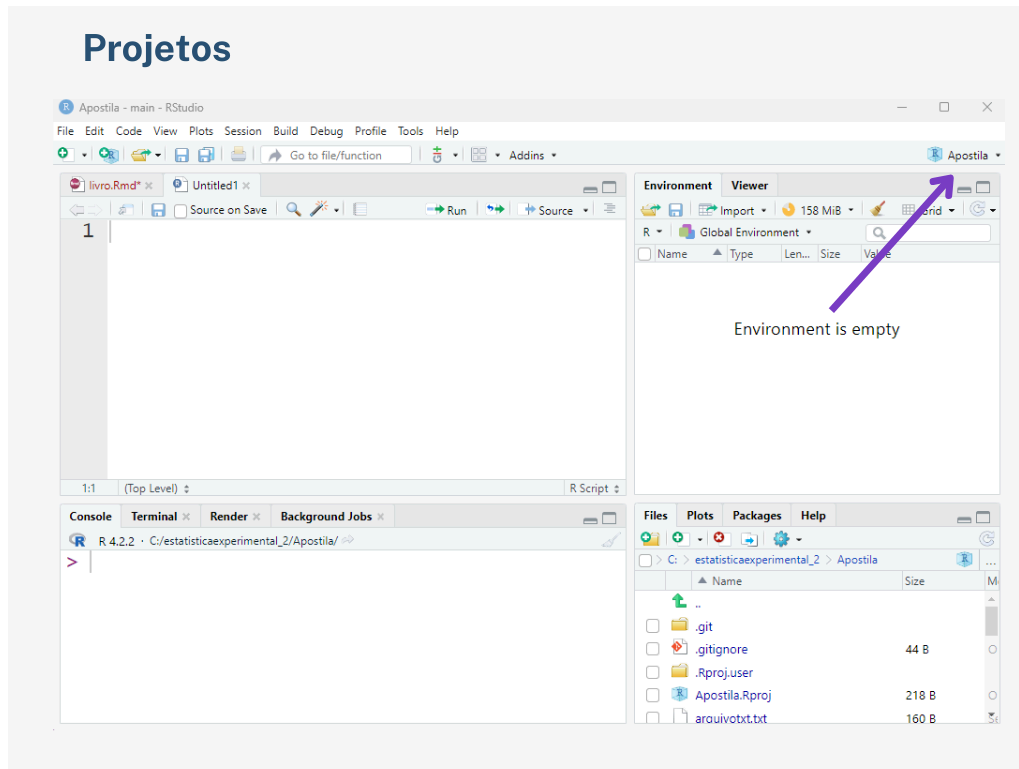 Projetos
Apostila - main - RStudio
File Edit Code View Plots Session Build Debug Profile Tools Help
Go to file/function Addins Apostila
livro.Rmd* Untitled1
Source on Save Run Source
1
1:1 (Top Level) R Script
Environment Viewer
Import 158 MiB Grid
R Global Environment
Name Type Len... Size Value
Environment is empty
Console Terminal Render Background Jobs
R 4.2.2 · C:/estatisticaexperimental_2/Apostila/
>
Files Plots Packages Help
C: estatisticaexperimental_2 Apostila ...
Name Size
..
.git
.gitignore 44 B
.Rproj.user
Apostila.Rproj 218 B
arquivotxt.txt 160 B